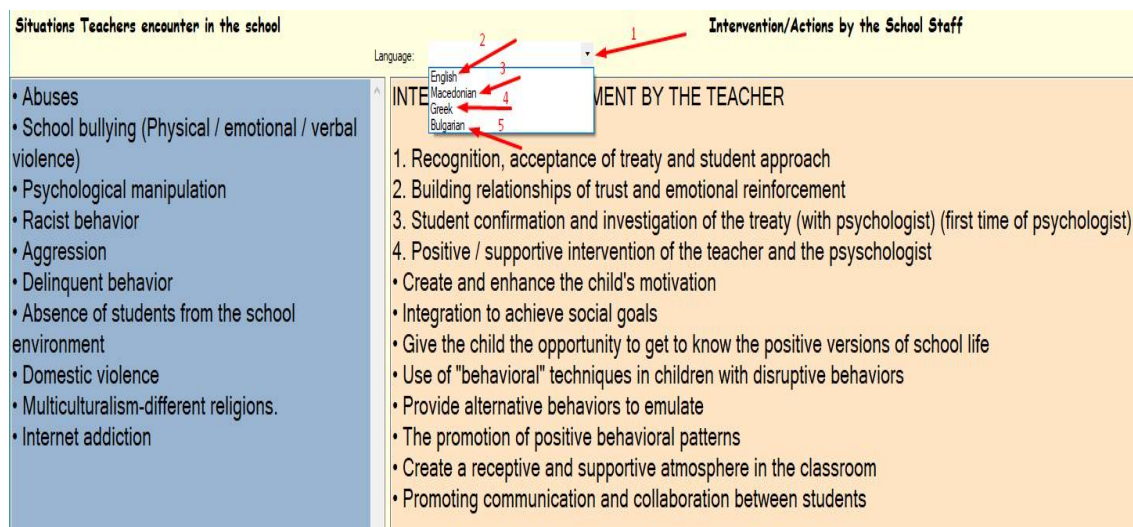 Situations Teachers encounter in the school
Intervention/Actions by the School Staff
Language:
1
2
English
3
Macedonian
4
Greek
5
Bulgarian
• Abuses
• School bullying (Physical / emotional / verbal
violence)
• Psychological manipulation
• Racist behavior
• Aggression
• Delinquent behavior
• Absence of students from the school
environment
• Domestic violence
• Multiculturalism-different religions.
• Internet addiction
INTE MENT BY THE TEACHER
1. Recognition, acceptance of treaty and student approach
2. Building relationships of trust and emotional reinforcement
3. Student confirmation and investigation of the treaty (with psychologist) (first time of psychologist)
4. Positive / supportive intervention of the teacher and the psyschologist
• Create and enhance the child's motivation
• Integration to achieve social goals
• Give the child the opportunity to get to know the positive versions of school life
• Use of "behavioral" techniques in children with disruptive behaviors
• Provide alternative behaviors to emulate
• The promotion of positive behavioral patterns
• Create a receptive and supportive atmosphere in the classroom
• Promoting communication and collaboration between students